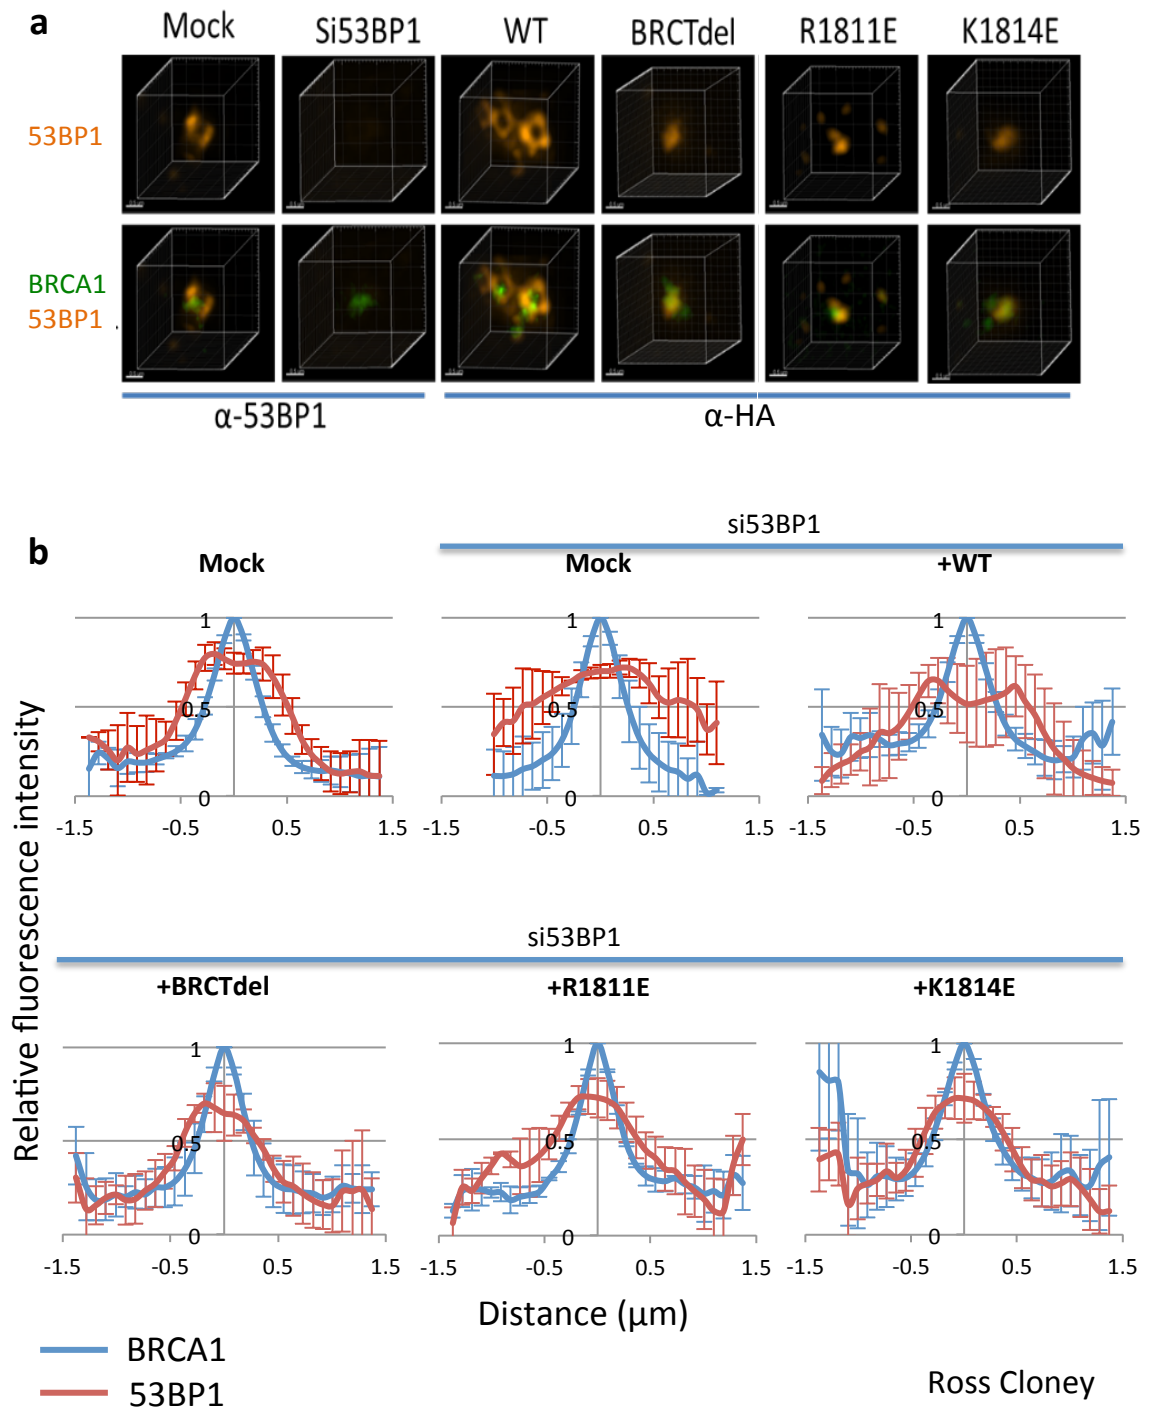 a
Mock Si53BP1 WT BRCTdel R1811E K1814E
53BP1
BRCA1
53BP1
α-53BP1 α-HA
si53BP1
b
Mock Mock +WT
1 1 1
0.5 0.5 0.5
0 0 0
-1.5 -0.5 0.5 1.5 -1.5 -0.5 0.5 1.5 -1.5 -0.5 0.5 1.5
Relative fluorescence intensity
si53BP1
+BRCTdel +R1811E +K1814E
1 1 1
0.5 0.5 0.5
0 0 0
-1.5 -0.5 0.5 1.5 -1.5 -0.5 0.5 1.5 -1.5 -0.5 0.5 1.5
Distance (μm)
BRCA1
53BP1
Ross Cloney